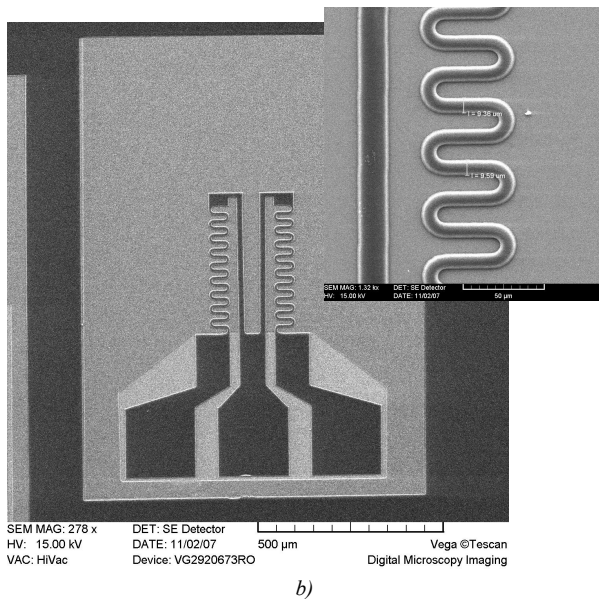 l = 9.36 um
l = 9.59 um
SEM MAG: 1.32 kx DET: SE Detector
HV: 15.00 kV DATE: 11/02/07 50 µm
SEM MAG: 278 x DET: SE Detector
HV: 15.00 kV DATE: 11/02/07 500 µm Vega ©Tescan
VAC: HiVac Device: VG2920673RO Digital Microscopy Imaging
b)